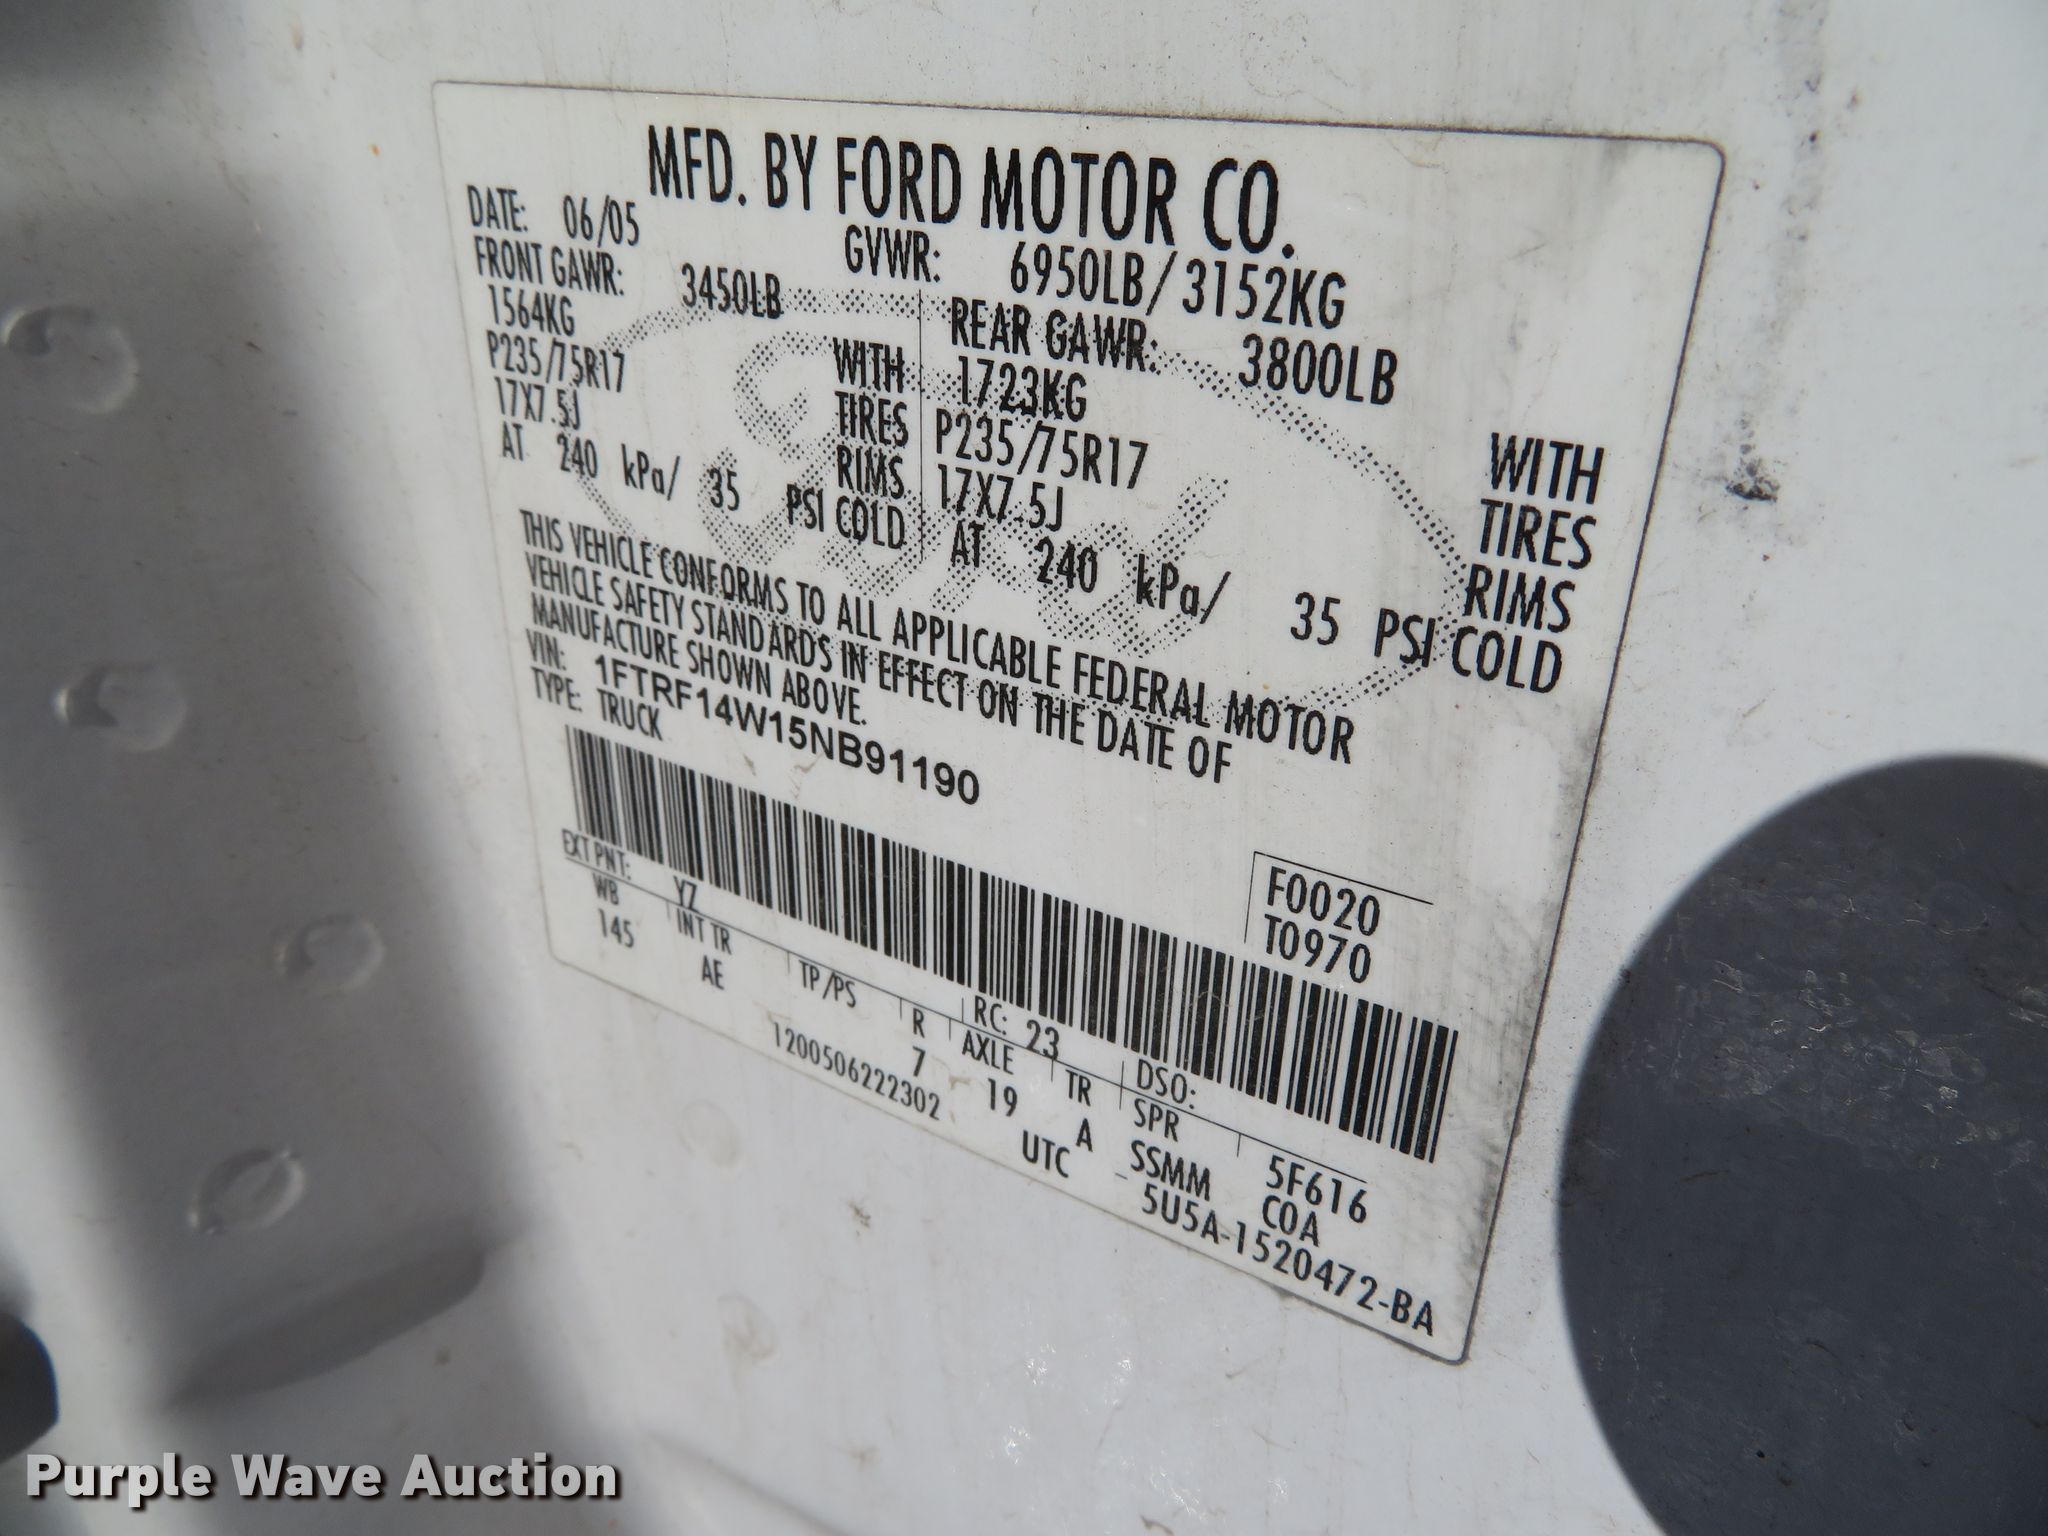 MFD. BY FORD MOTOR CO.
DATE: 06/05 GVWR: 6950LB/3152KG
FRONT GAWR: 3450LB REAR GAWR: 3800LB
1564KG WITH 1723KG WITH
P235/75R17 TIRES P235/75R17 TIRES
17X7.5J RIMS 17X7.5J RIMS
AT 240 kPa/ 35 PSI COLD AT 240 kPa/ 35 PSI COLD
THIS VEHICLE CONFORMS TO ALL APPLICABLE FEDERAL MOTOR
VEHICLE SAFETY STANDARDS IN EFFECT ON THE DATE OF
MANUFACTURE SHOWN ABOVE.
VIN: 1FTRF14W15NB91190
TYPE: TRUCK
F0020
T0970
EXT PNT: YZ RC: 23 DSO:
WB INT TR TP/PS R AXLE TR SPR 5F616
145 AE 7 19 A SSMM COA
1200506222302 UTC 5U5A-1520472-BA
Ford
Purple Wave Auction